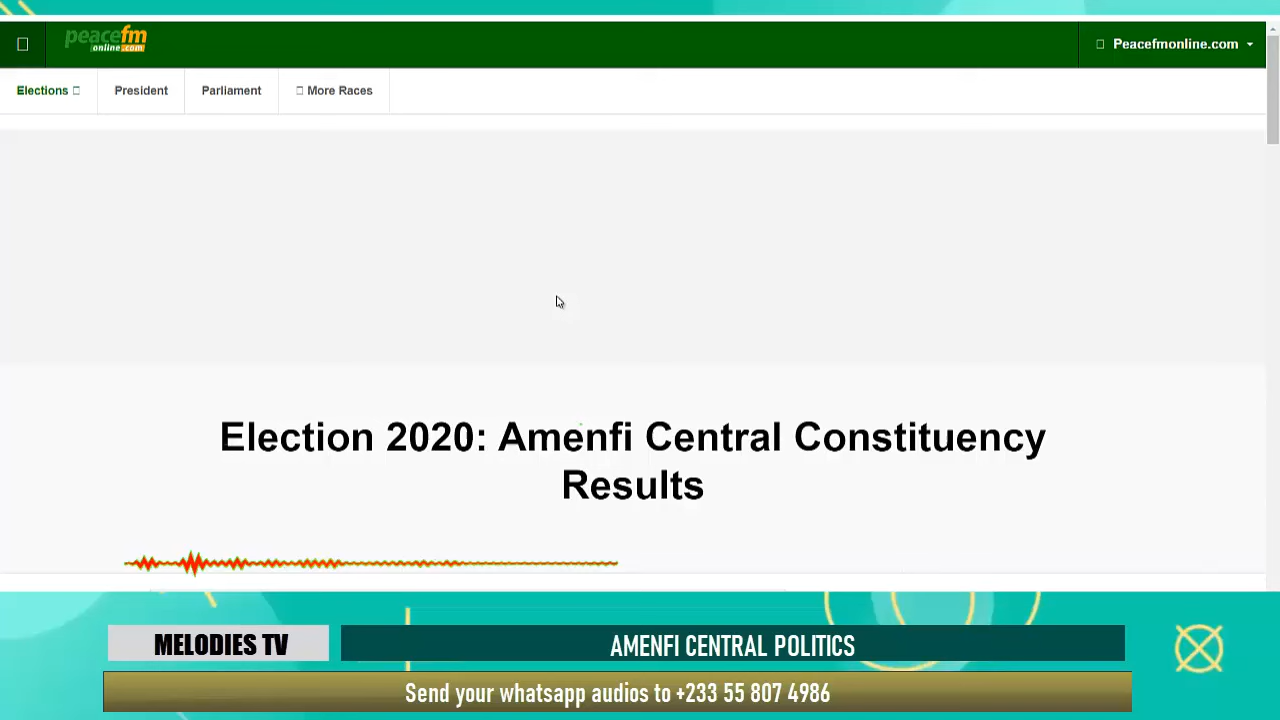 peacefm
online.com
Peacefmonline.com
Elections
President
Parliament
More Races
Election 2020: Amenfi Central Constituency
Results
MELODIES TV
AMENFI CENTRAL POLITICS
Send your whatsapp audios to +233 55 807 4986